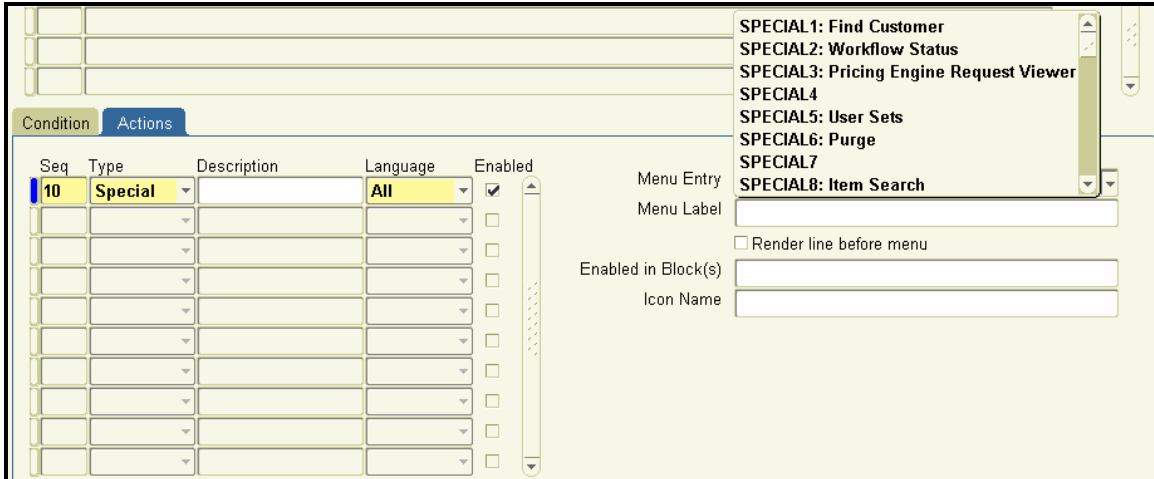 SPECIAL1: Find Customer
SPECIAL2: Workflow Status
SPECIAL3: Pricing Engine Request Viewer
SPECIAL4
SPECIAL5: User Sets
SPECIAL6: Purge
SPECIAL7
SPECIAL8: Item Search
Condition Actions
Seq Type Description Language Enabled
10 Special All
Menu Entry
Menu Label
Render line before menu
Enabled in Block(s)
Icon Name